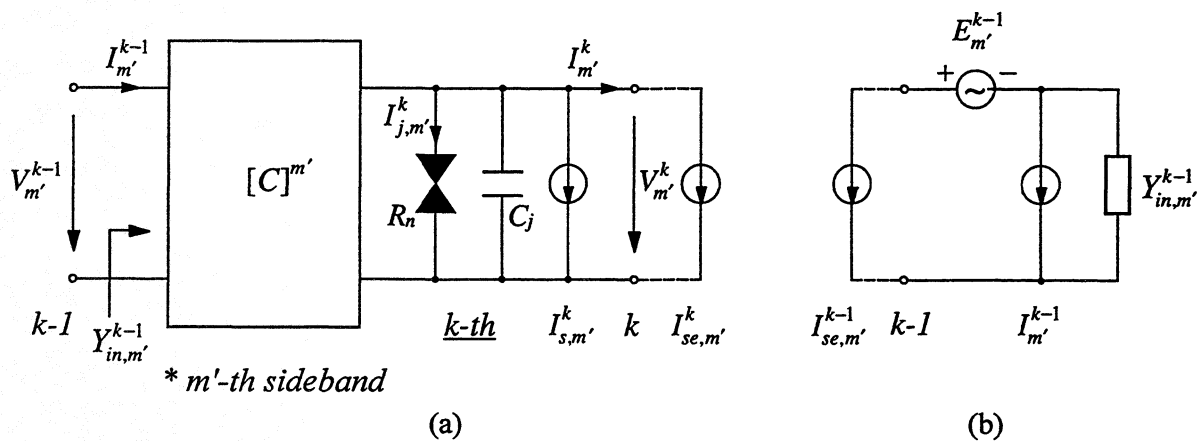 I_{m'}^{k-1}
I_{m'}^{k}
E_{m'}^{k-1}
+ ~ −
I_{j,m'}^{k}
V_{m'}^{k-1}
[C]^{m'}
R_n
C_j
V_{m'}^{k}
Y_{in,m'}^{k-1}
k-1
Y_{in,m'}^{k-1}
k-th
I_{s,m'}^{k}
k
I_{se,m'}^{k}
I_{se,m'}^{k-1}
k-1
I_{m'}^{k-1}
* m'-th sideband
(a)
(b)